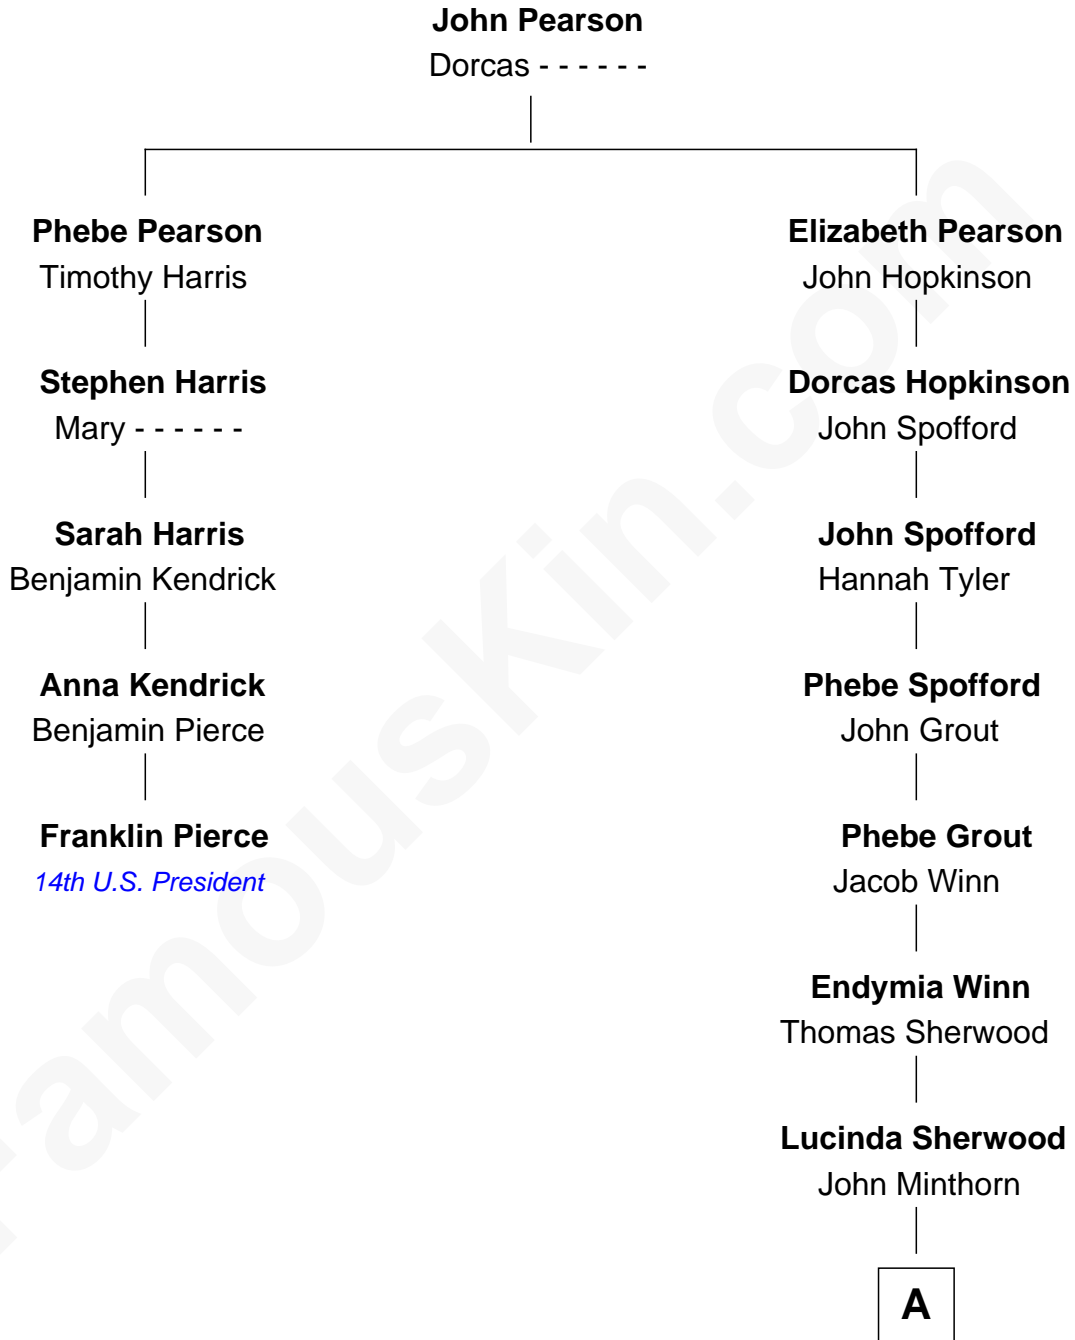 John Pearson
Dorcas - - - - - -
Phebe Pearson
Timothy Harris
Stephen Harris
Mary - - - - - -
Sarah Harris
Benjamin Kendrick
Anna Kendrick
Benjamin Pierce
Franklin Pierce
14th U.S. President
Elizabeth Pearson
John Hopkinson
Dorcas Hopkinson
John Spofford
John Spofford
Hannah Tyler
Phebe Spofford
John Grout
Phebe Grout
Jacob Winn
Endymia Winn
Thomas Sherwood
Lucinda Sherwood
John Minthorn
A
FamousKin.com